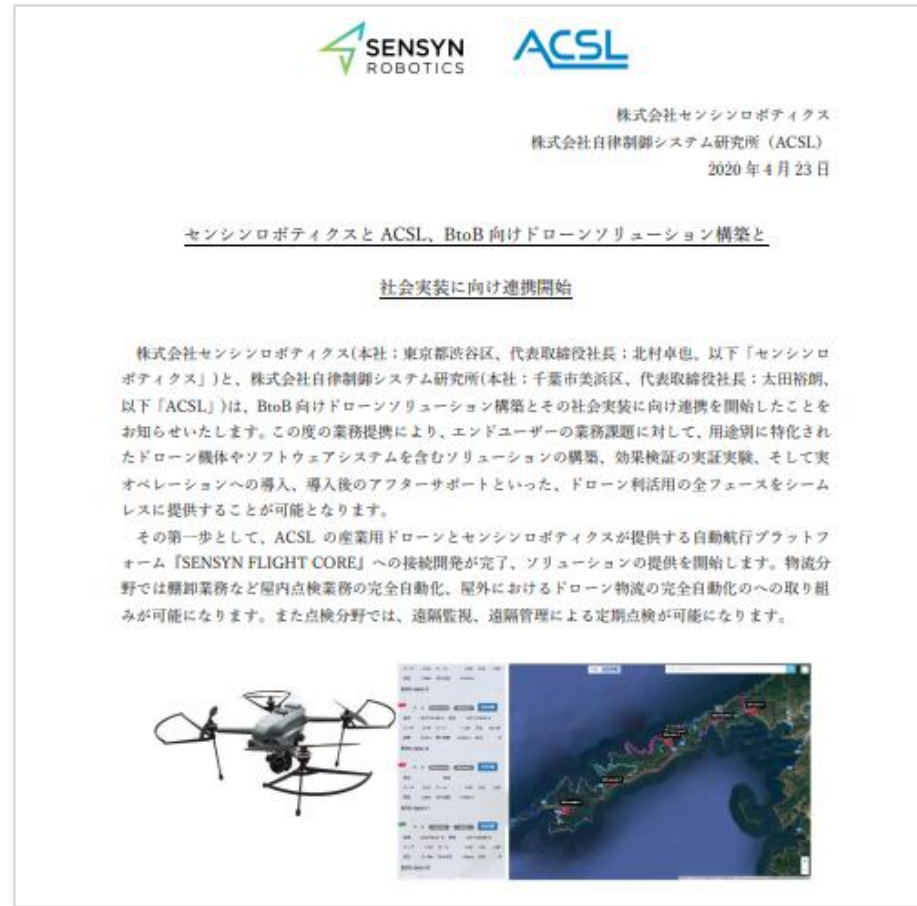 SENSYN
ROBOTICS
ACSL
株式会社センシンロボティクス
株式会社自律制御システム研究所（ACSL）
2020 年 4 月 23 日
センシンロボティクスと ACSL、BtoB 向けドローンソリューション構築と
社会実装に向け連携開始
株式会社センシンロボティクス(本社：東京都渋谷区、代表取締役社長：北村卓也、以下「センシンロ
ボティクス」)と、株式会社自律制御システム研究所(本社：千葉市美浜区、代表取締役社長：太田裕朗、
以下「ACSL」)は、BtoB 向けドローンソリューション構築とその社会実装に向け連携を開始したことを
お知らせいたします。この度の業務提携により、エンドユーザーの業務課題に対して、用途別に特化され
たドローン機体やソフトウェアシステムを含むソリューションの構築、効果検証の実証実験、そして実
オペレーションへの導入、導入後のアフターサポートといった、ドローン利活用の全フェーズをシーム
レスに提供することが可能となります。
その第一歩として、ACSL の産業用ドローンとセンシンロボティクスが提供する自動航行プラットフ
ォーム『SENSYN FLIGHT CORE』への接続開発が完了、ソリューションの提供を開始します。物流分
野では棚卸業務など屋内点検業務の完全自動化、屋外におけるドローン物流の完全自動化のへの取り組
みが可能になります。また点検分野では、遠隔監視、遠隔管理による定期点検が可能になります。